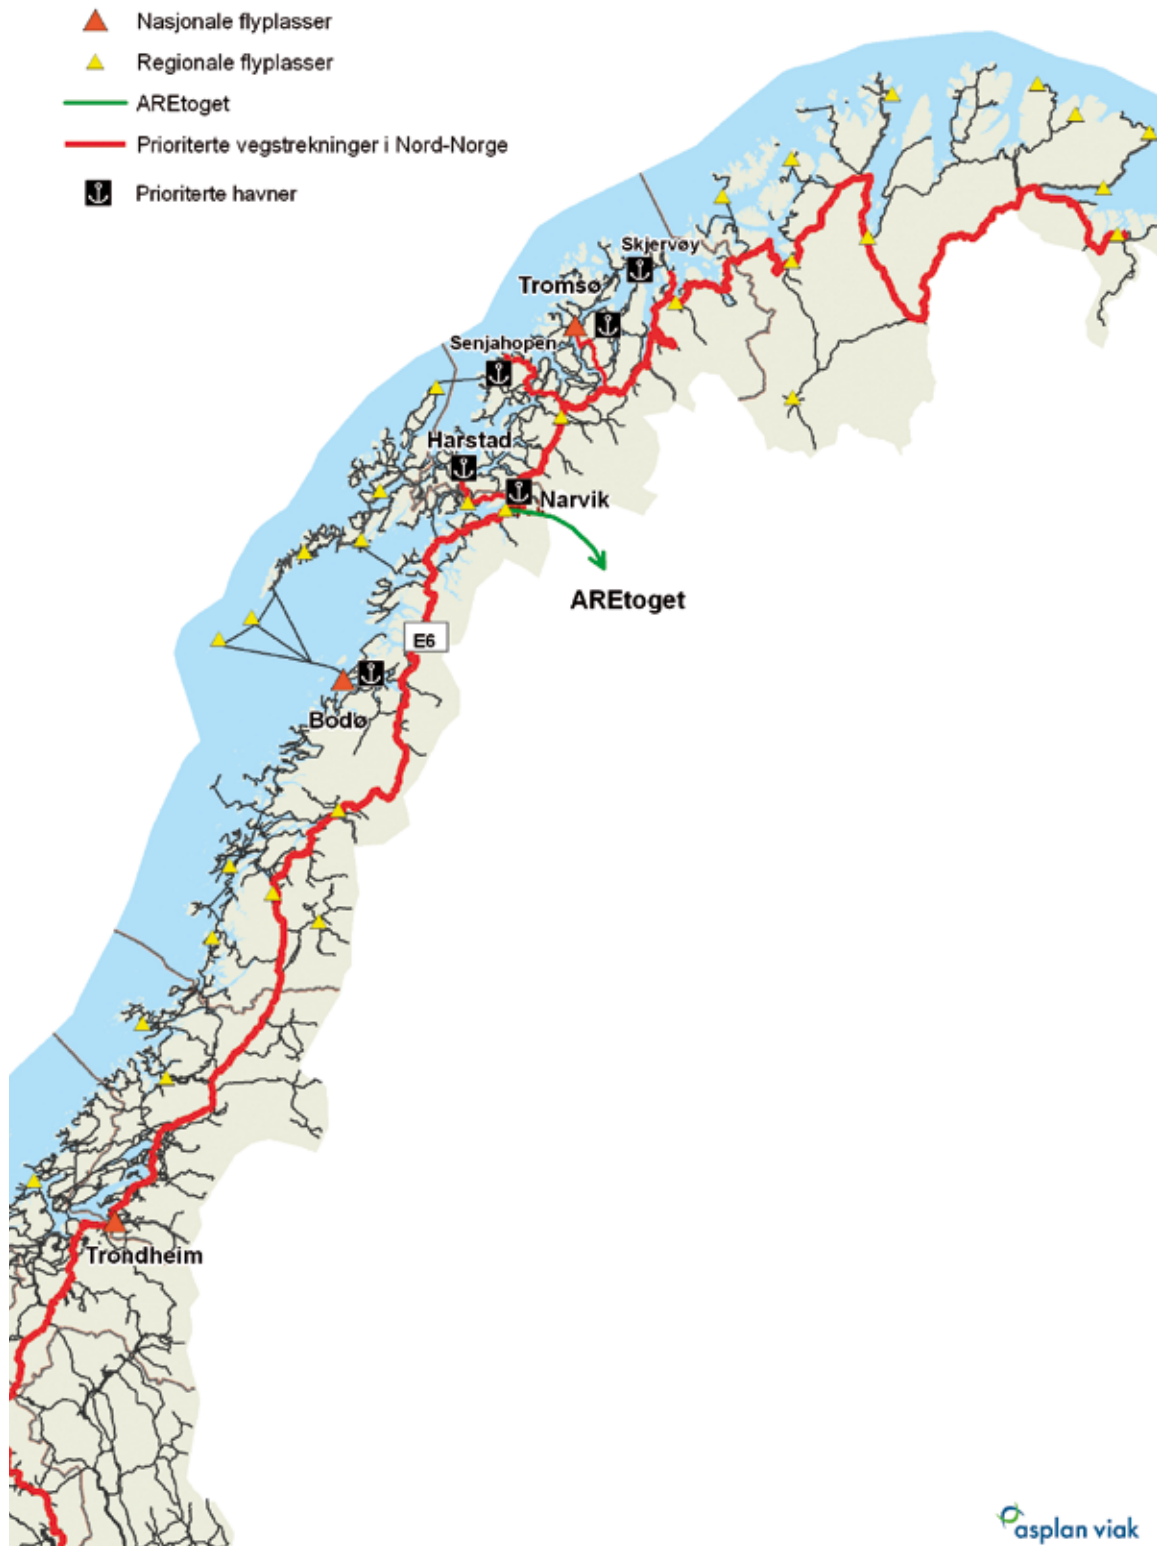 Nasjonale flyplasser
Regionale flyplasser
AREtoget
Prioriterte vegstrekninger i Nord-Norge
Prioriterte havner
Skjervøy
Tromsø
Senjahopen
Harstad
Narvik
AREtoget
E6
Bodø
Trondheim
asplan viak